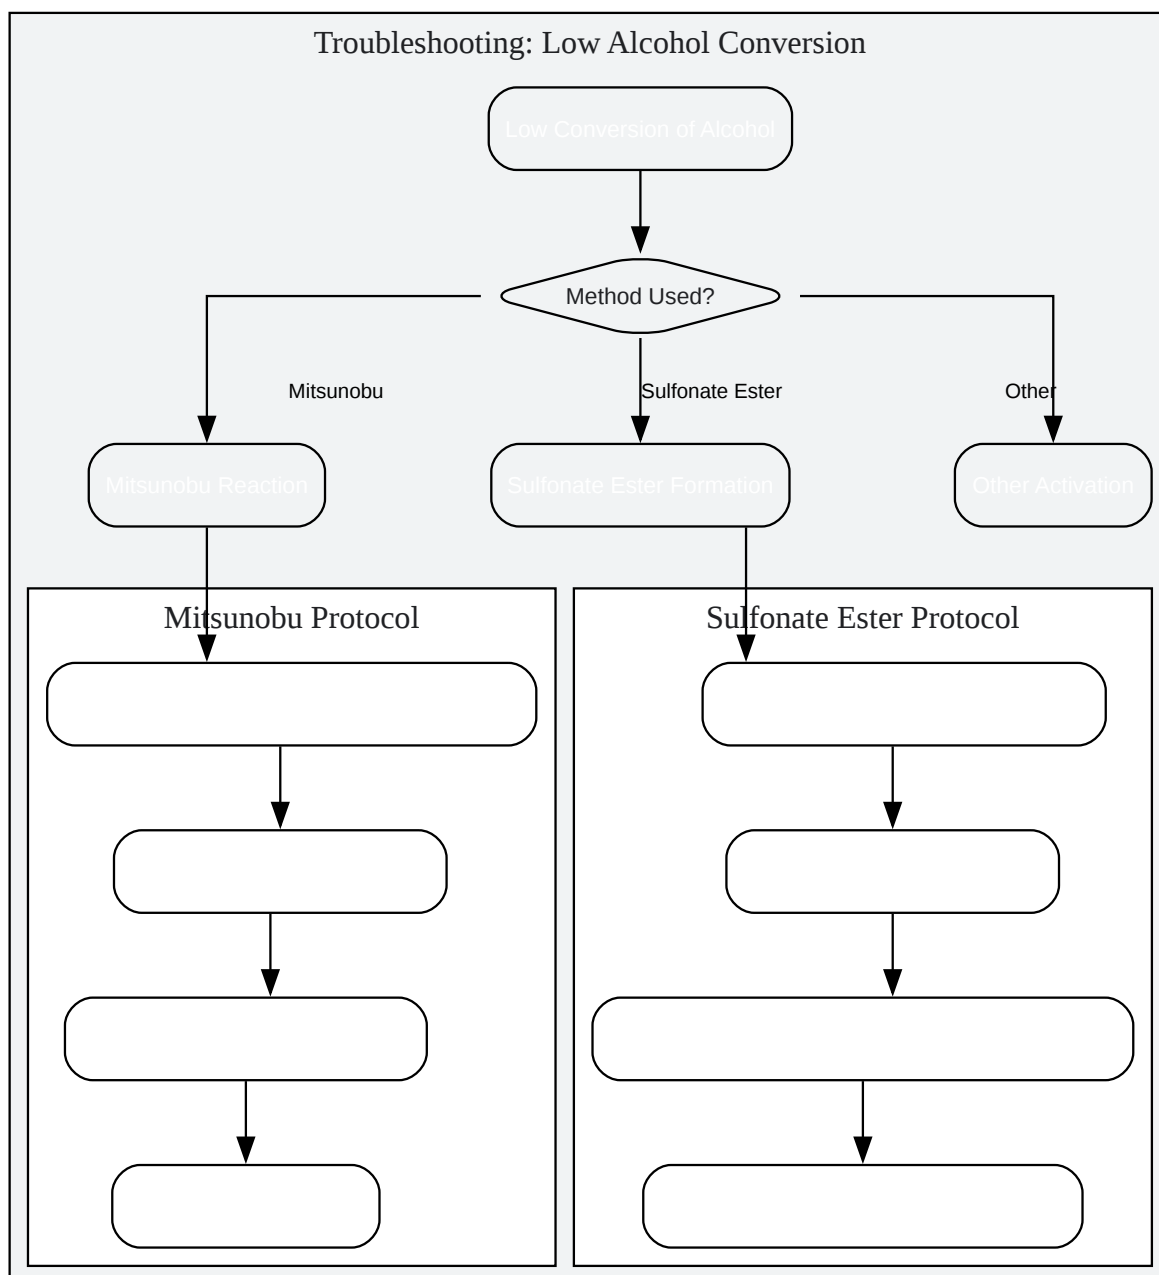 Troubleshooting: Low Alcohol Conversion
Low Conversion of Alcohol
Method Used?
Mitsunobu
Sulfonate Ester
Other
Mitsunobu Reaction
Sulfonate Ester Formation
Other Activation
Mitsunobu Protocol
Sulfonate Ester Protocol